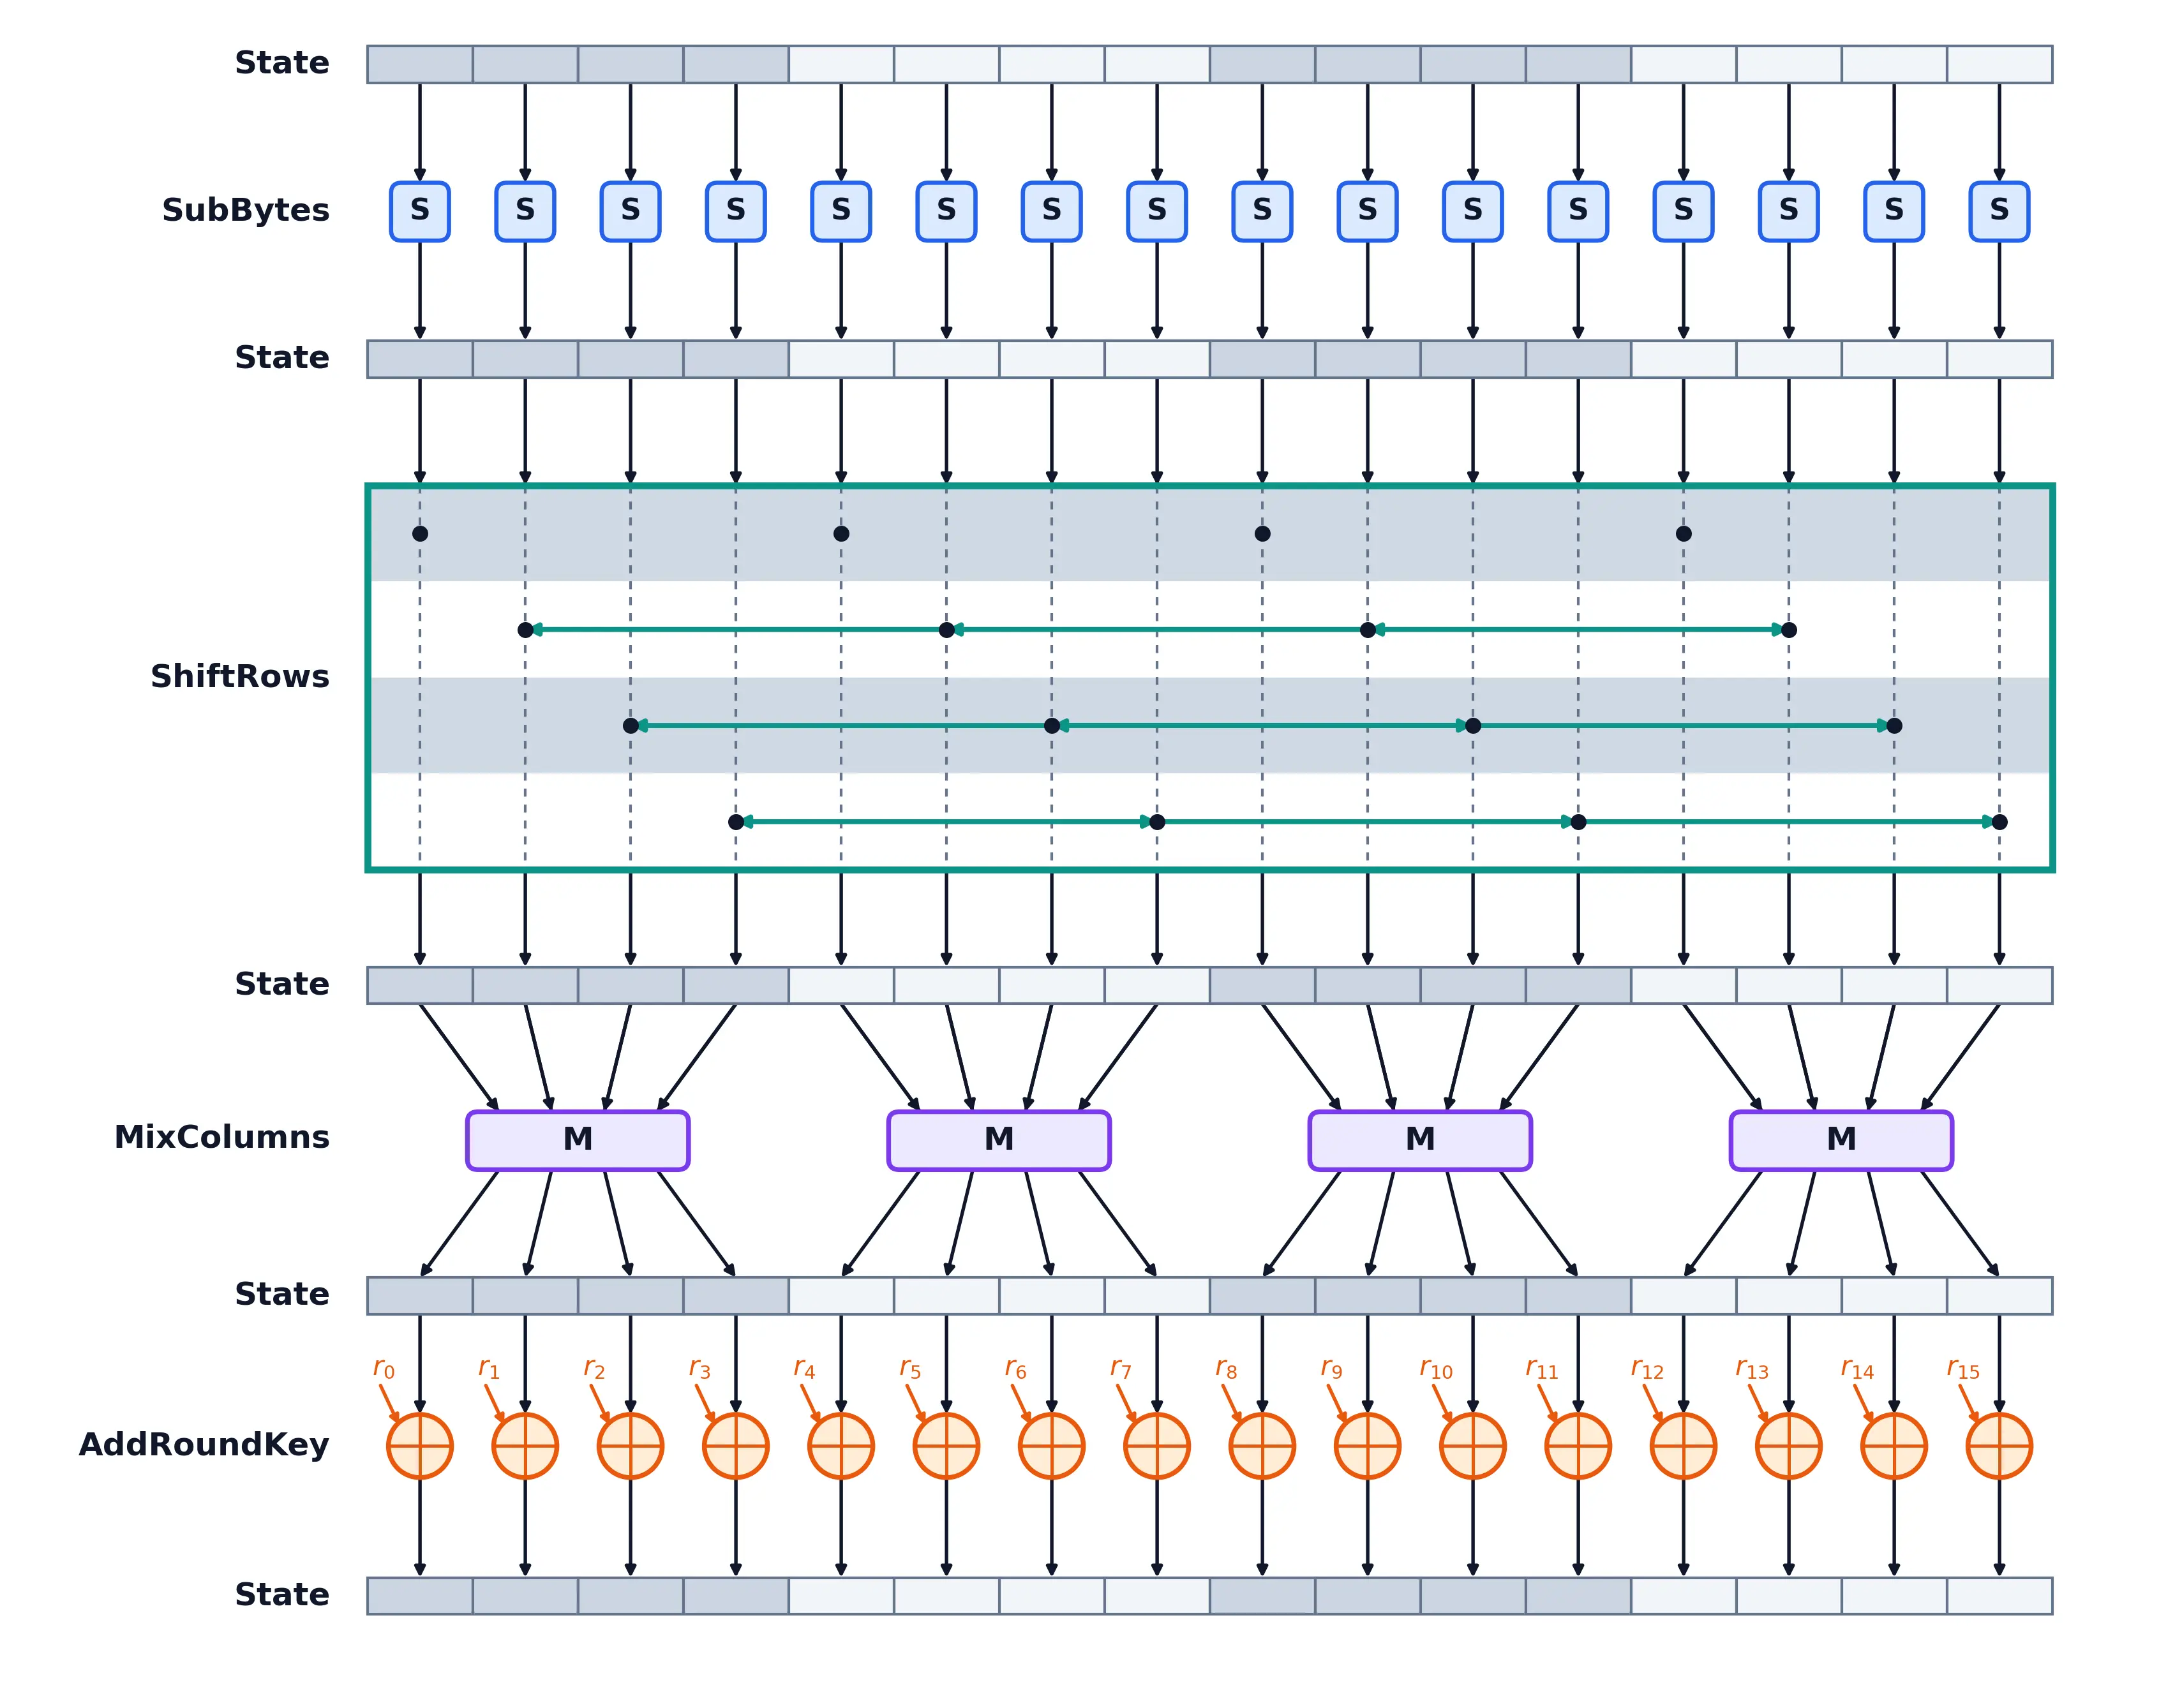 State
SubBytes S S S S S S S S S S S S S S S S
State
ShiftRows
State
MixColumns M M M M
State
r0 r1 r2 r3 r4 r5 r6 r7 r8 r9 r10 r11 r12 r13 r14 r15
AddRoundKey
State